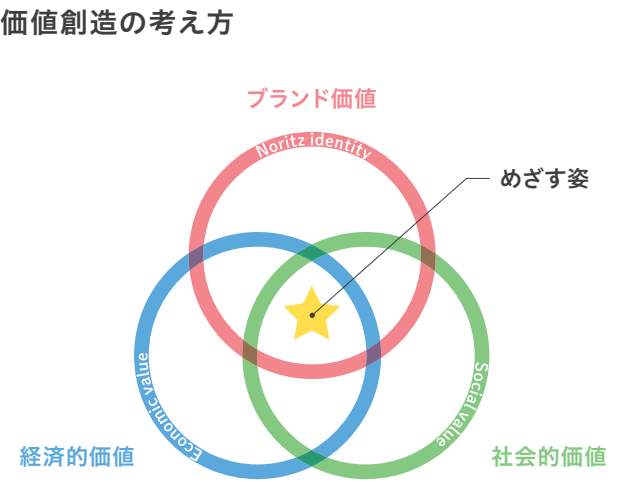 価値創造の考え方
ブランド価値
Noritz identity
めざす姿
Economic value
Social value
経済的価値
社会的価値